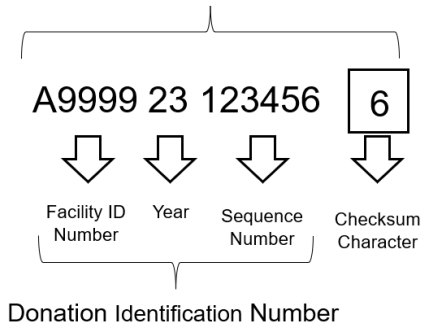 A9999 23 123456 6
Facility ID Number
Year
Sequence Number
Checksum Character
Donation Identification Number